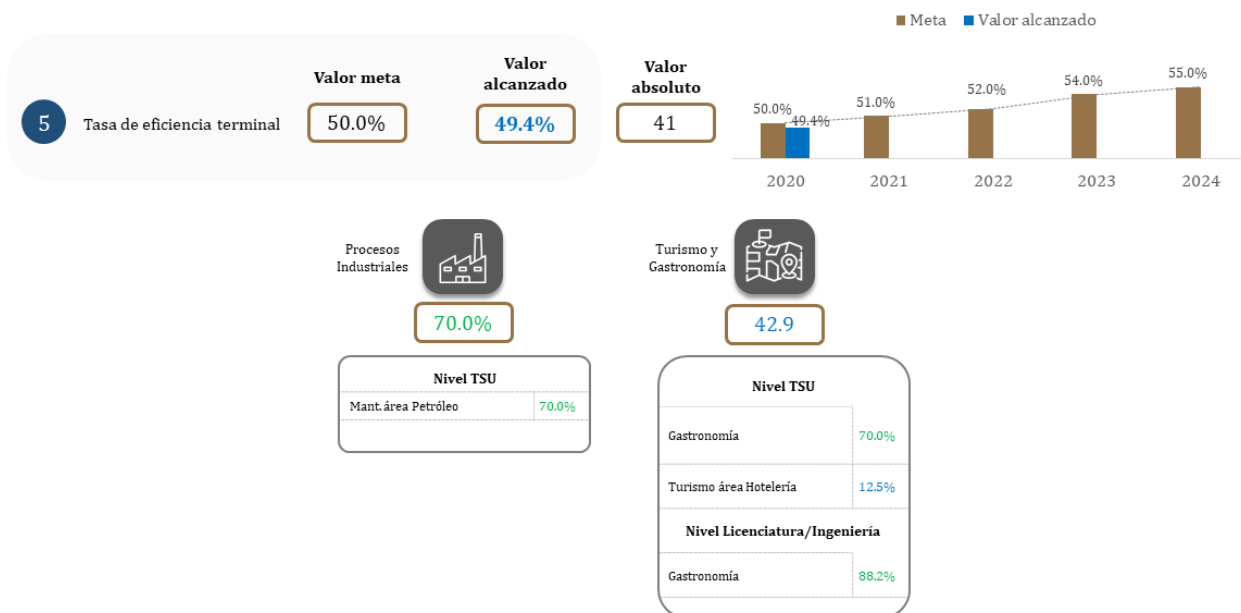 Meta Valor alcanzado
Valor meta
Valor
alcanzado
Valor
absoluto
5 Tasa de eficiencia terminal 50.0% 49.4% 41
50.0% 49.4% 51.0% 52.0% 54.0% 55.0%
2020 2021 2022 2023 2024
Procesos
Industriales
70.0%
Nivel TSU
Mant. área Petróleo 70.0%
Turismo y
Gastronomía
42.9
Nivel TSU
Gastronomía 70.0%
Turismo área Hotelería 12.5%
Nivel Licenciatura/Ingeniería
Gastronomía 88.2%